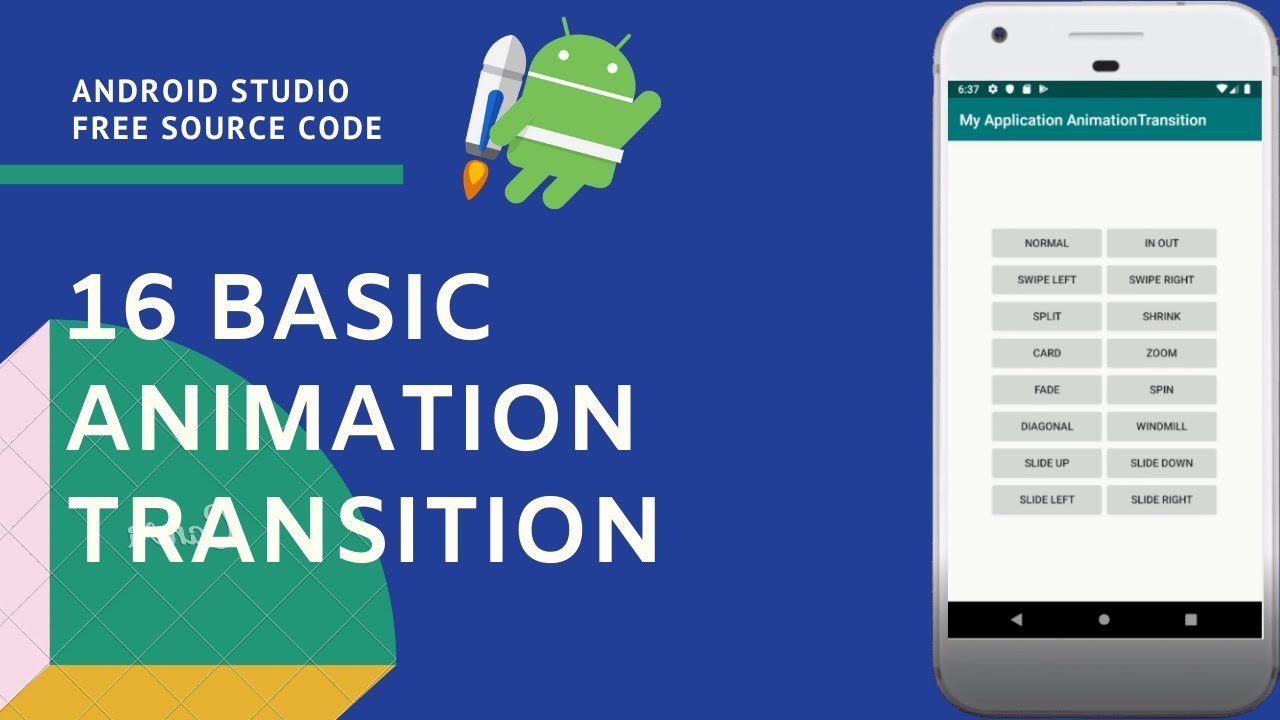 ANDROID STUDIO
FREE SOURCE CODE
16 BASIC
ANIMATION
TRANSITION
6:37
My Application AnimationTransition
NORMAL IN OUT
SWIPE LEFT SWIPE RIGHT
SPLIT SHRINK
CARD ZOOM
FADE SPIN
DIAGONAL WINDMILL
SLIDE UP SLIDE DOWN
SLIDE LEFT SLIDE RIGHT